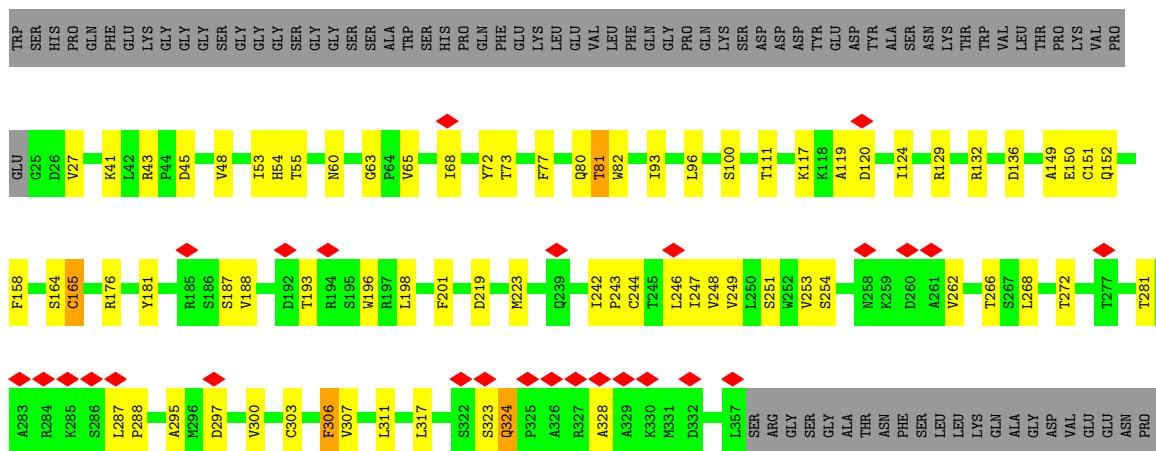 TRP SER HIS PRO GLN PHE GLU LYS GLY GLY GLY SER GLY GLY GLY SER GLY GLY SER SER ALA TRP SER HIS PRO GLN PHE GLU LYS LEU GLU VAL LEU PHE GLN GLY PRO GLN LYS SER ASP ASP ASP TYR GLU ASP TYR ALA SER ASN LYS THR TRP VAL LEU THR PRO LYS VAL PRO
GLU G25 D26 V27 K41 L42 R43 P44 D45 V48 I53 H54 T55 N60 G63 P64 V65 I68 Y72 T73 F77 Q80 T81 W82 I93 L96 S100 T111 K117 K118 A119 D120 I124 R129 R132 D136 A149 E150 C151 Q152
F158 S164 C165 R176 Y181 R185 S186 S187 V188 D192 T193 R194 S195 W196 R197 L198 F201 D219 M223 Q239 I242 P243 C244 T245 L246 I247 V248 V249 L250 S251 W252 V253 S254 N258 K259 D260 A261 V262 T266 S267 L268 T272 T277 T281
A283 R284 K285 S286 L287 P288 A295 M296 D297 V300 C303 F306 V307 L311 L317 S322 S323 Q324 P325 A326 R327 A328 A329 K330 M331 D332 L357 SER ARG GLY SER GLY ALA THR ASN PHE SER LEU LEU LYS GLN ALA GLY ASP VAL GLU GLU ASN PRO